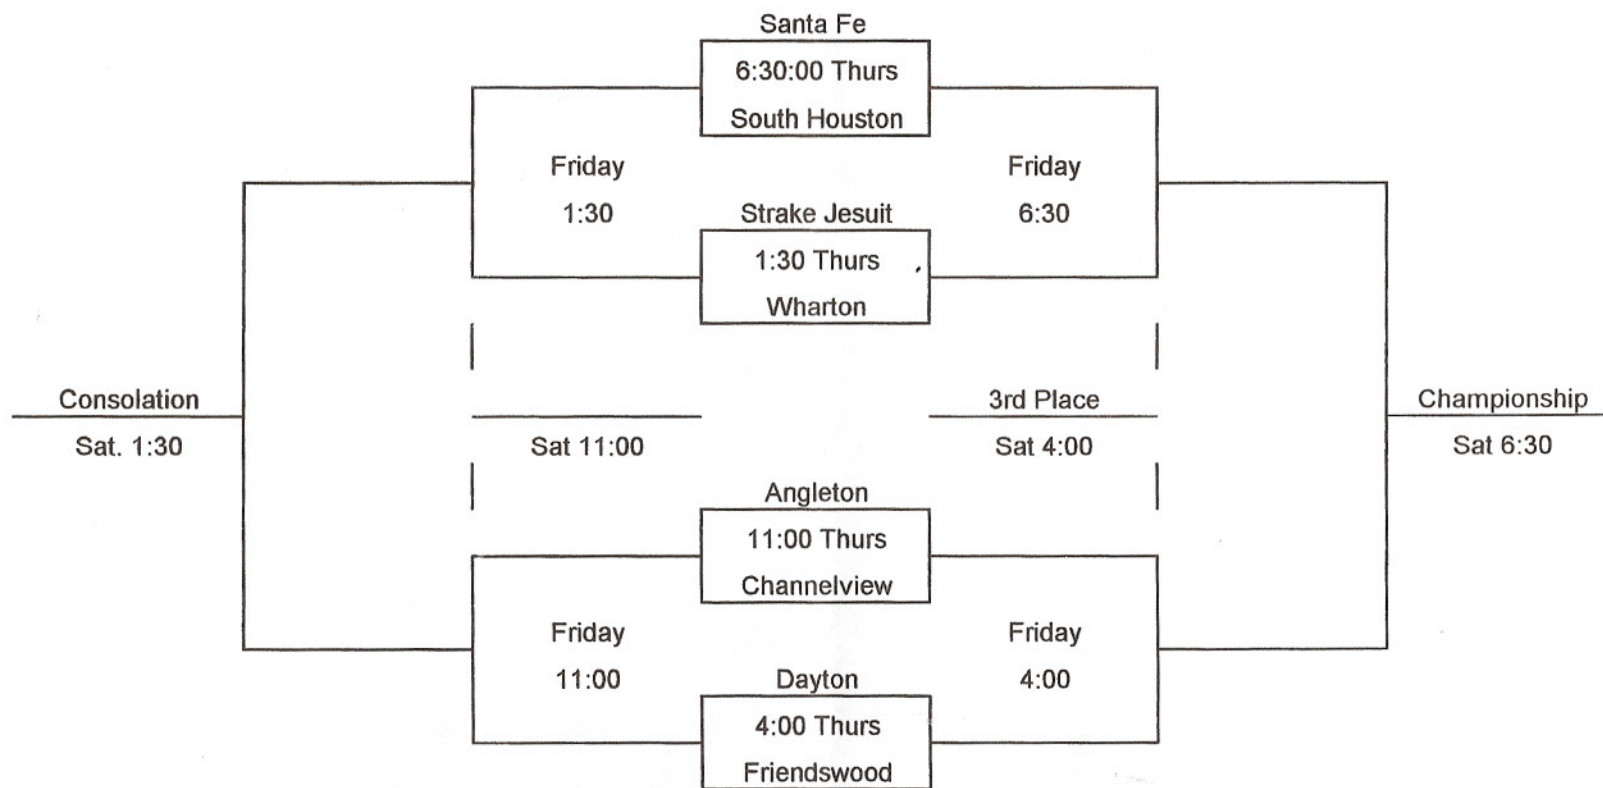 Santa Fe
6:30:00 Thurs
South Houston
Friday
Friday
1:30
Strake Jesuit
6:30
1:30 Thurs
Wharton
Consolation
3rd Place
Championship
Sat. 1:30
Sat 11:00
Sat 4:00
Sat 6:30
Angleton
11:00 Thurs
Channelview
Friday
Friday
11:00
Dayton
4:00
4:00 Thurs
Friendswood